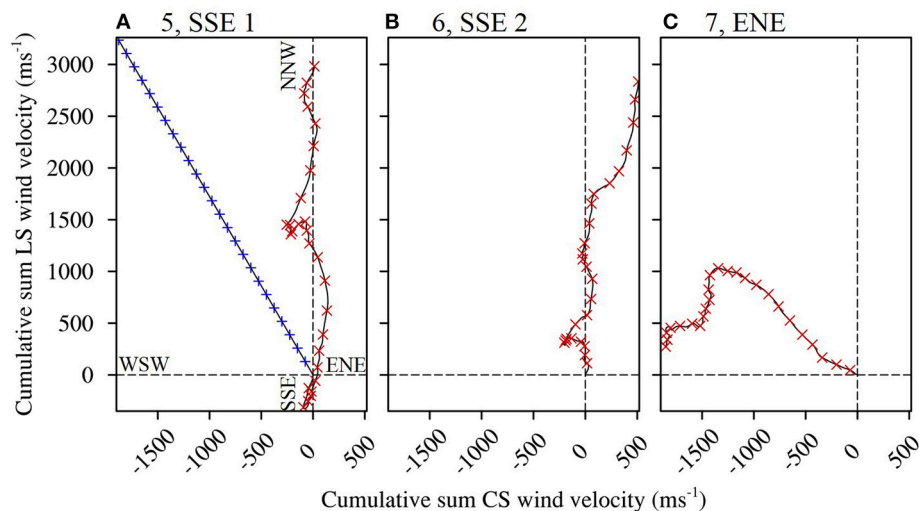 A 5, SSE 1
B 6, SSE 2
C 7, ENE
Cumulative sum LS wind velocity (ms⁻¹)
3000
2500
2000
1500
1000
500
0
NNW
WSW
ENE
SSE
-1500
-1000
-500
0
500
-1500
-1000
-500
0
500
-1500
-1000
-500
0
500
Cumulative sum CS wind velocity (ms⁻¹)